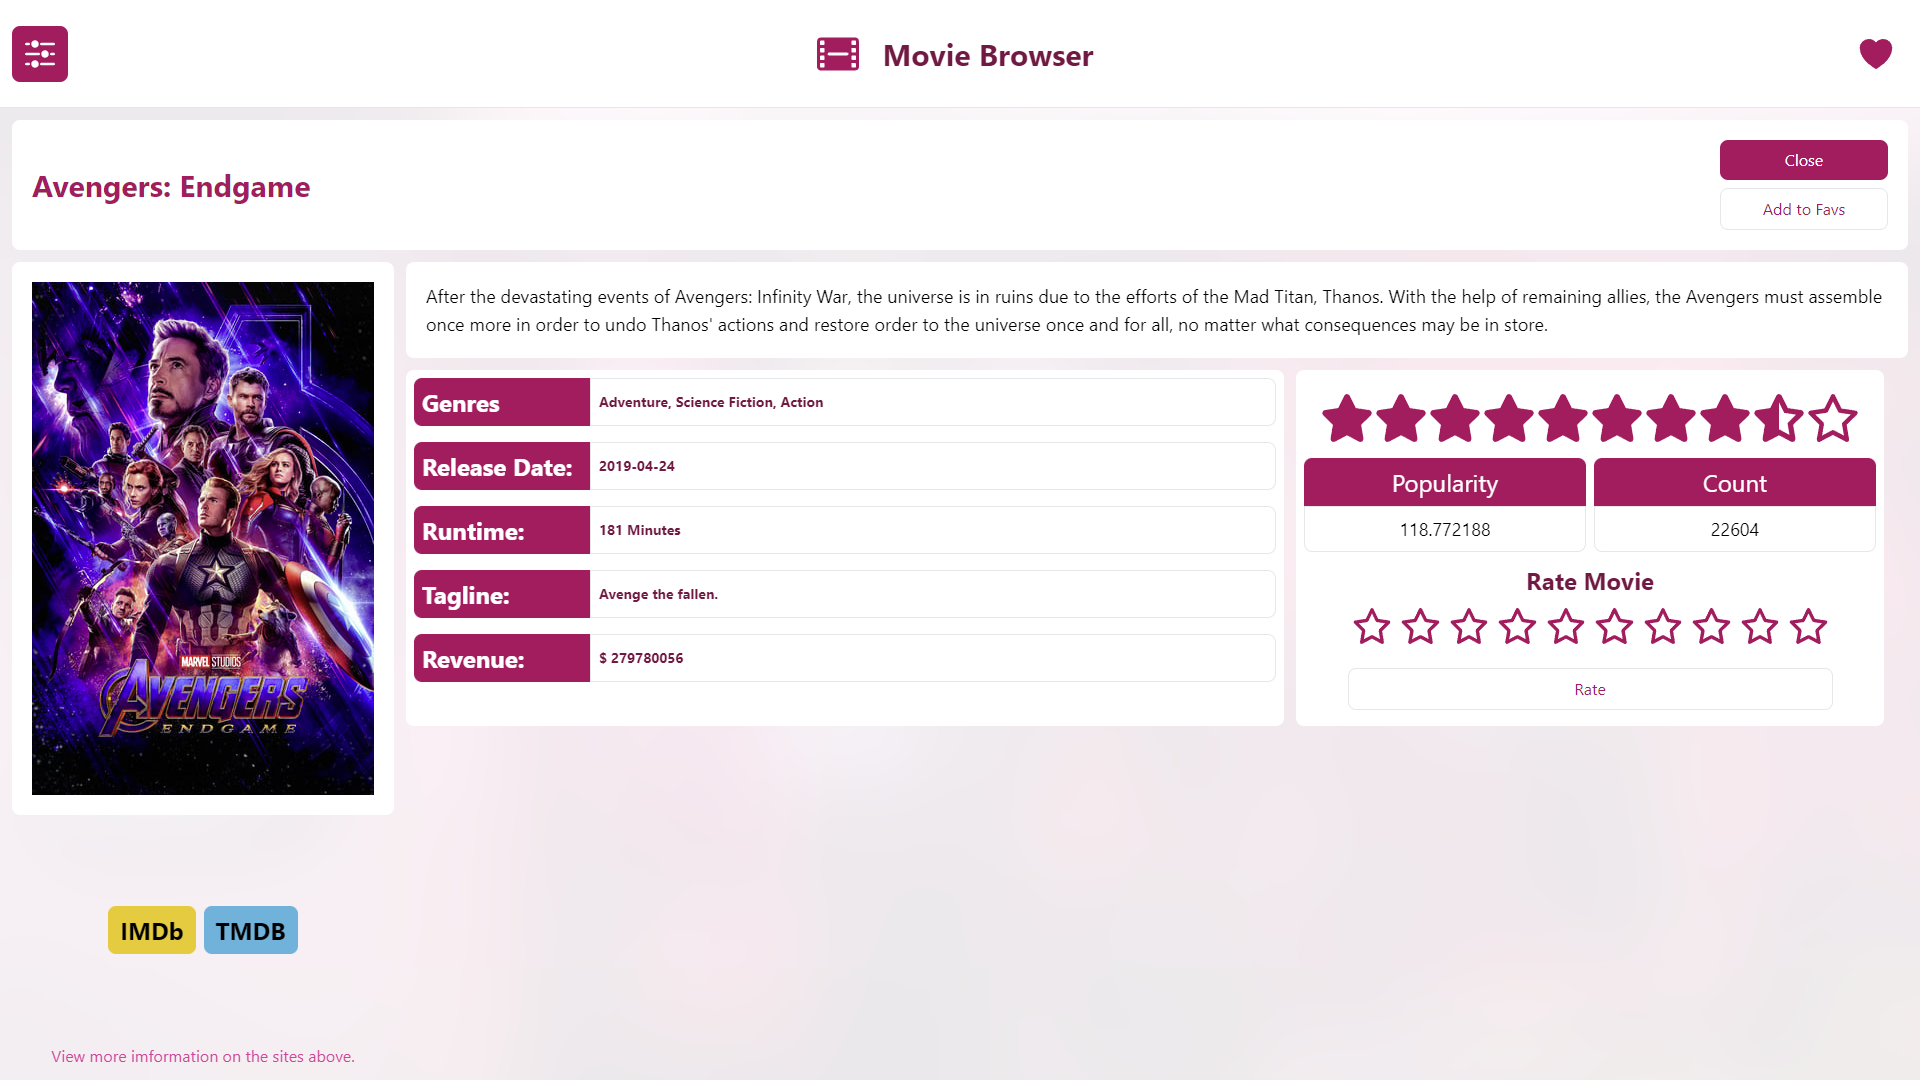 Movie Browser
Avengers: Endgame
Close
Add to Favs
After the devastating events of Avengers: Infinity War, the universe is in ruins due to the efforts of the Mad Titan, Thanos. With the help of remaining allies, the Avengers must assemble
once more in order to undo Thanos' actions and restore order to the universe once and for all, no matter what consequences may be in store.
MARVEL STUDIOS
AVENGERS
ENDGAME
Genres
Adventure, Science Fiction, Action
Release Date:
2019-04-24
Runtime:
181 Minutes
Tagline:
Avenge the fallen.
Revenue:
$ 279780056
Popularity
Count
118.772188
22604
Rate Movie
Rate
IMDb
TMDB
View more imformation on the sites above.